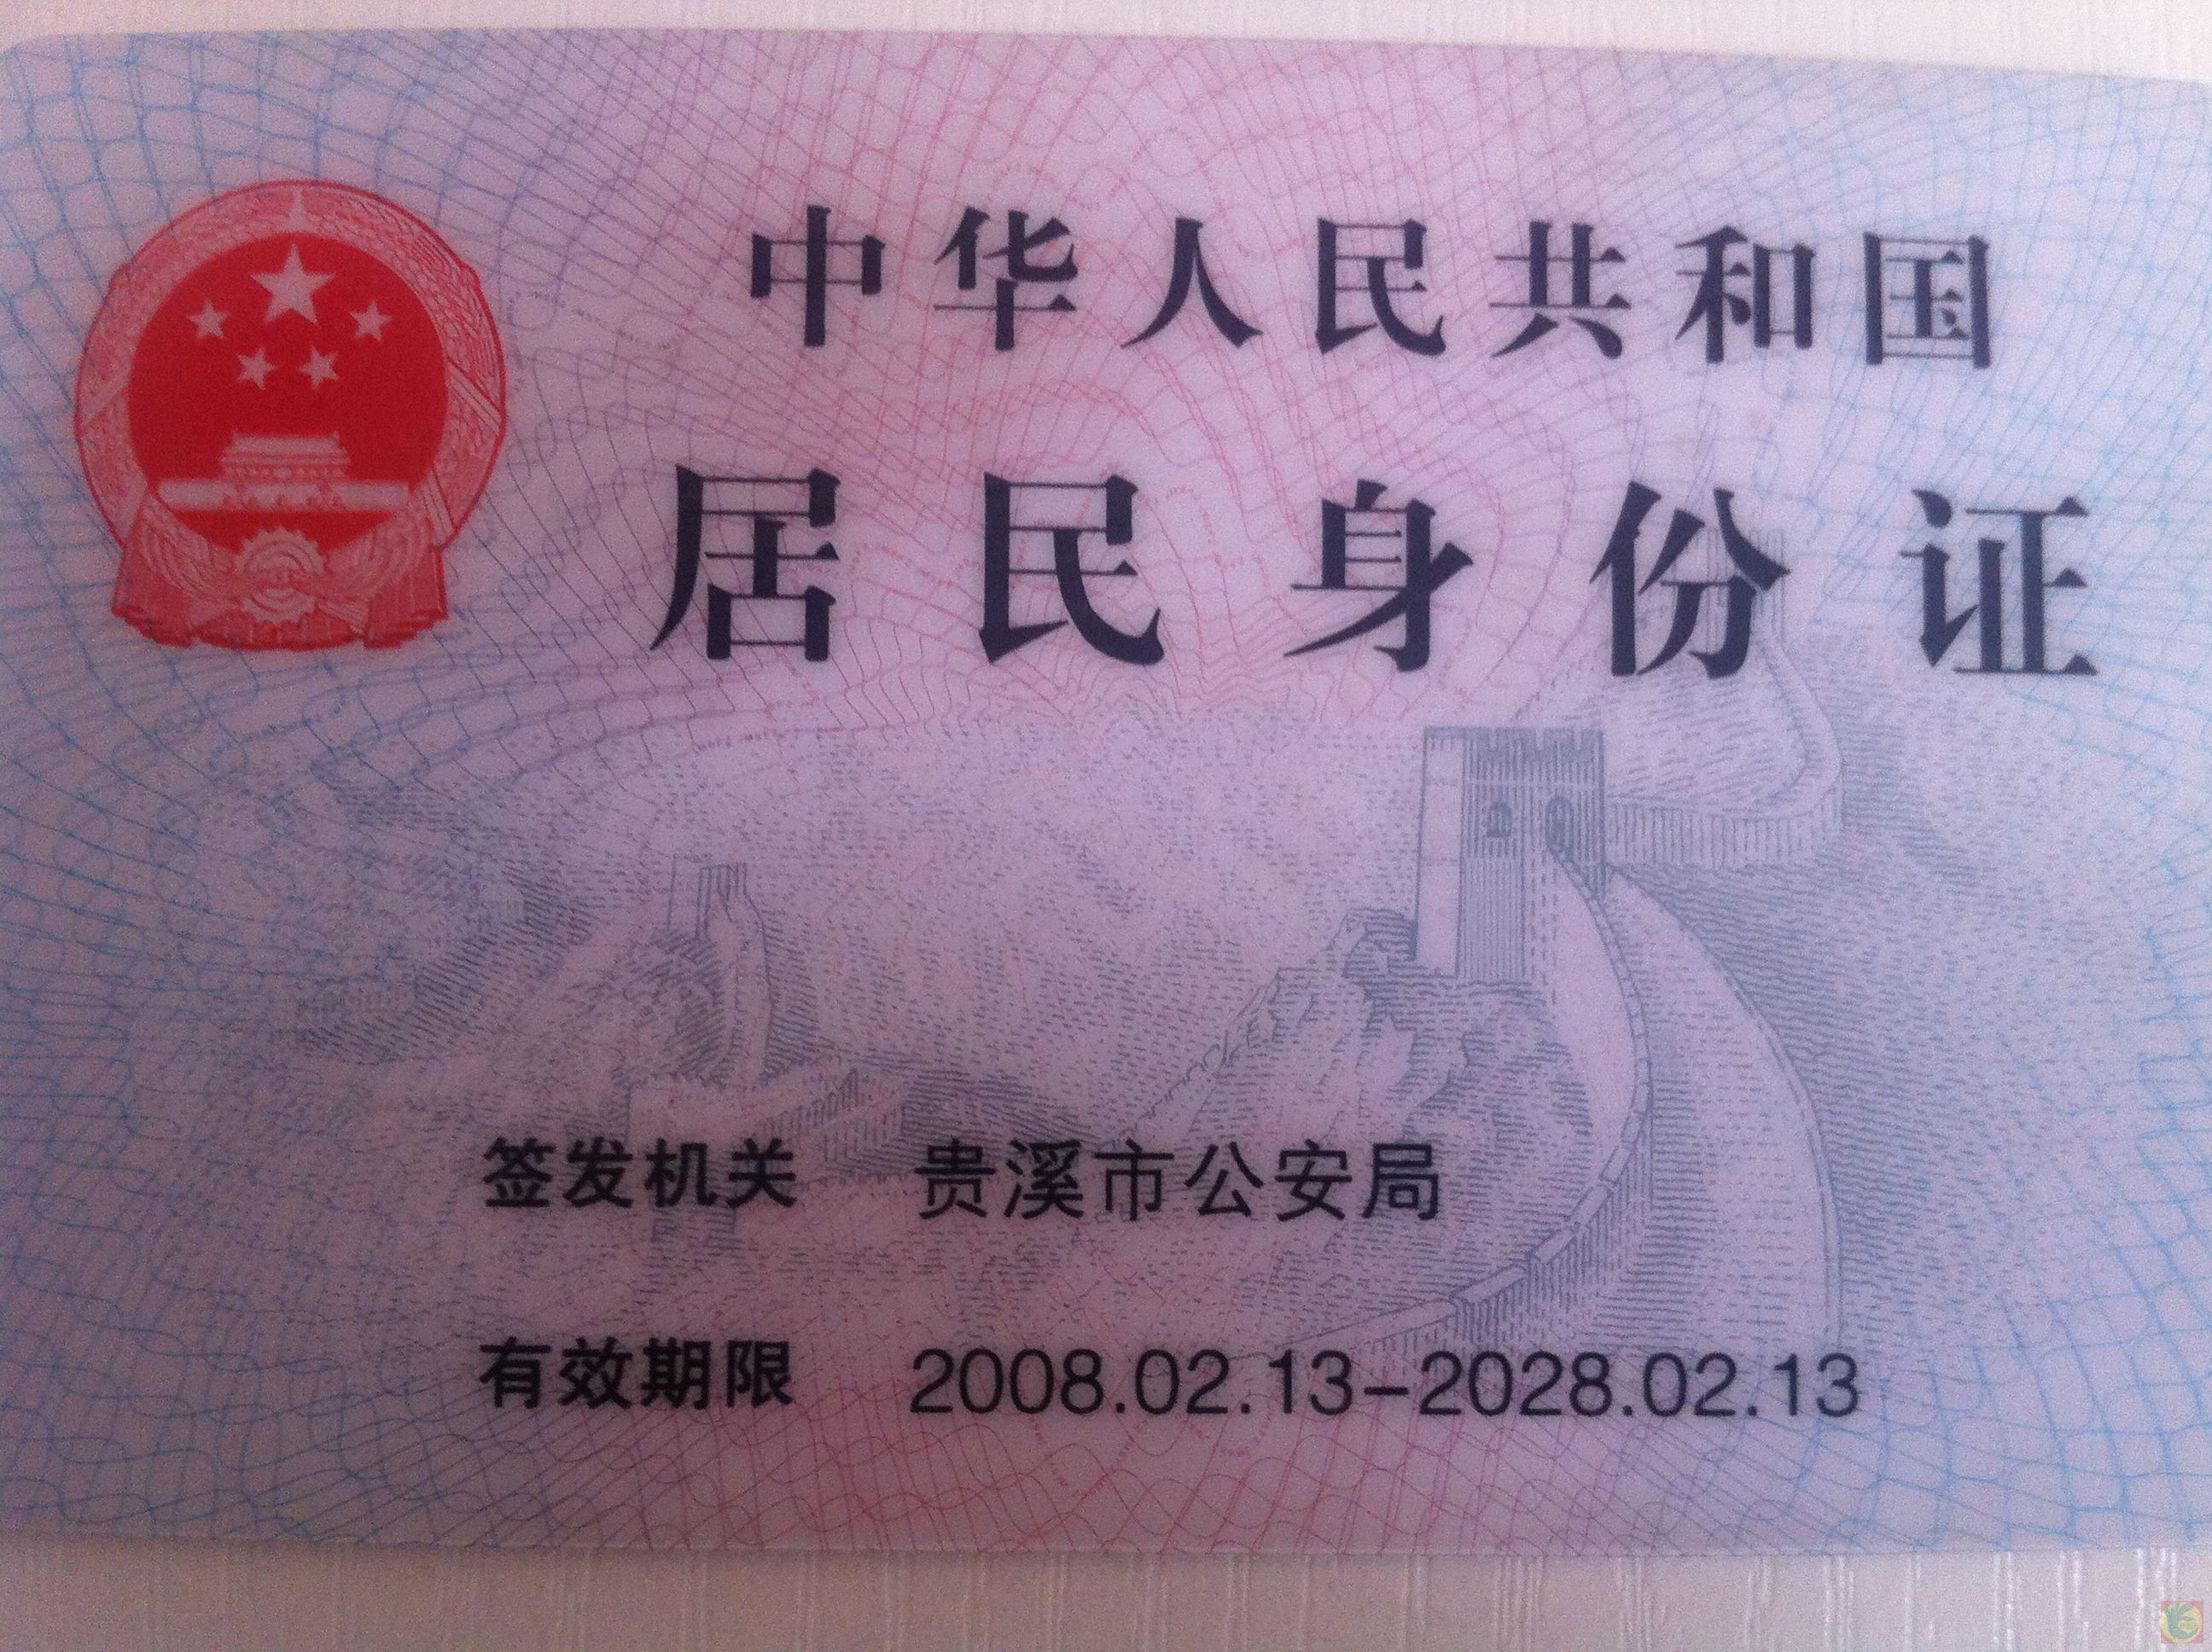 中华人民共和国
居民身份证
签发机关 贵溪市公安局
有效期限 2008.02.13-2028.02.13